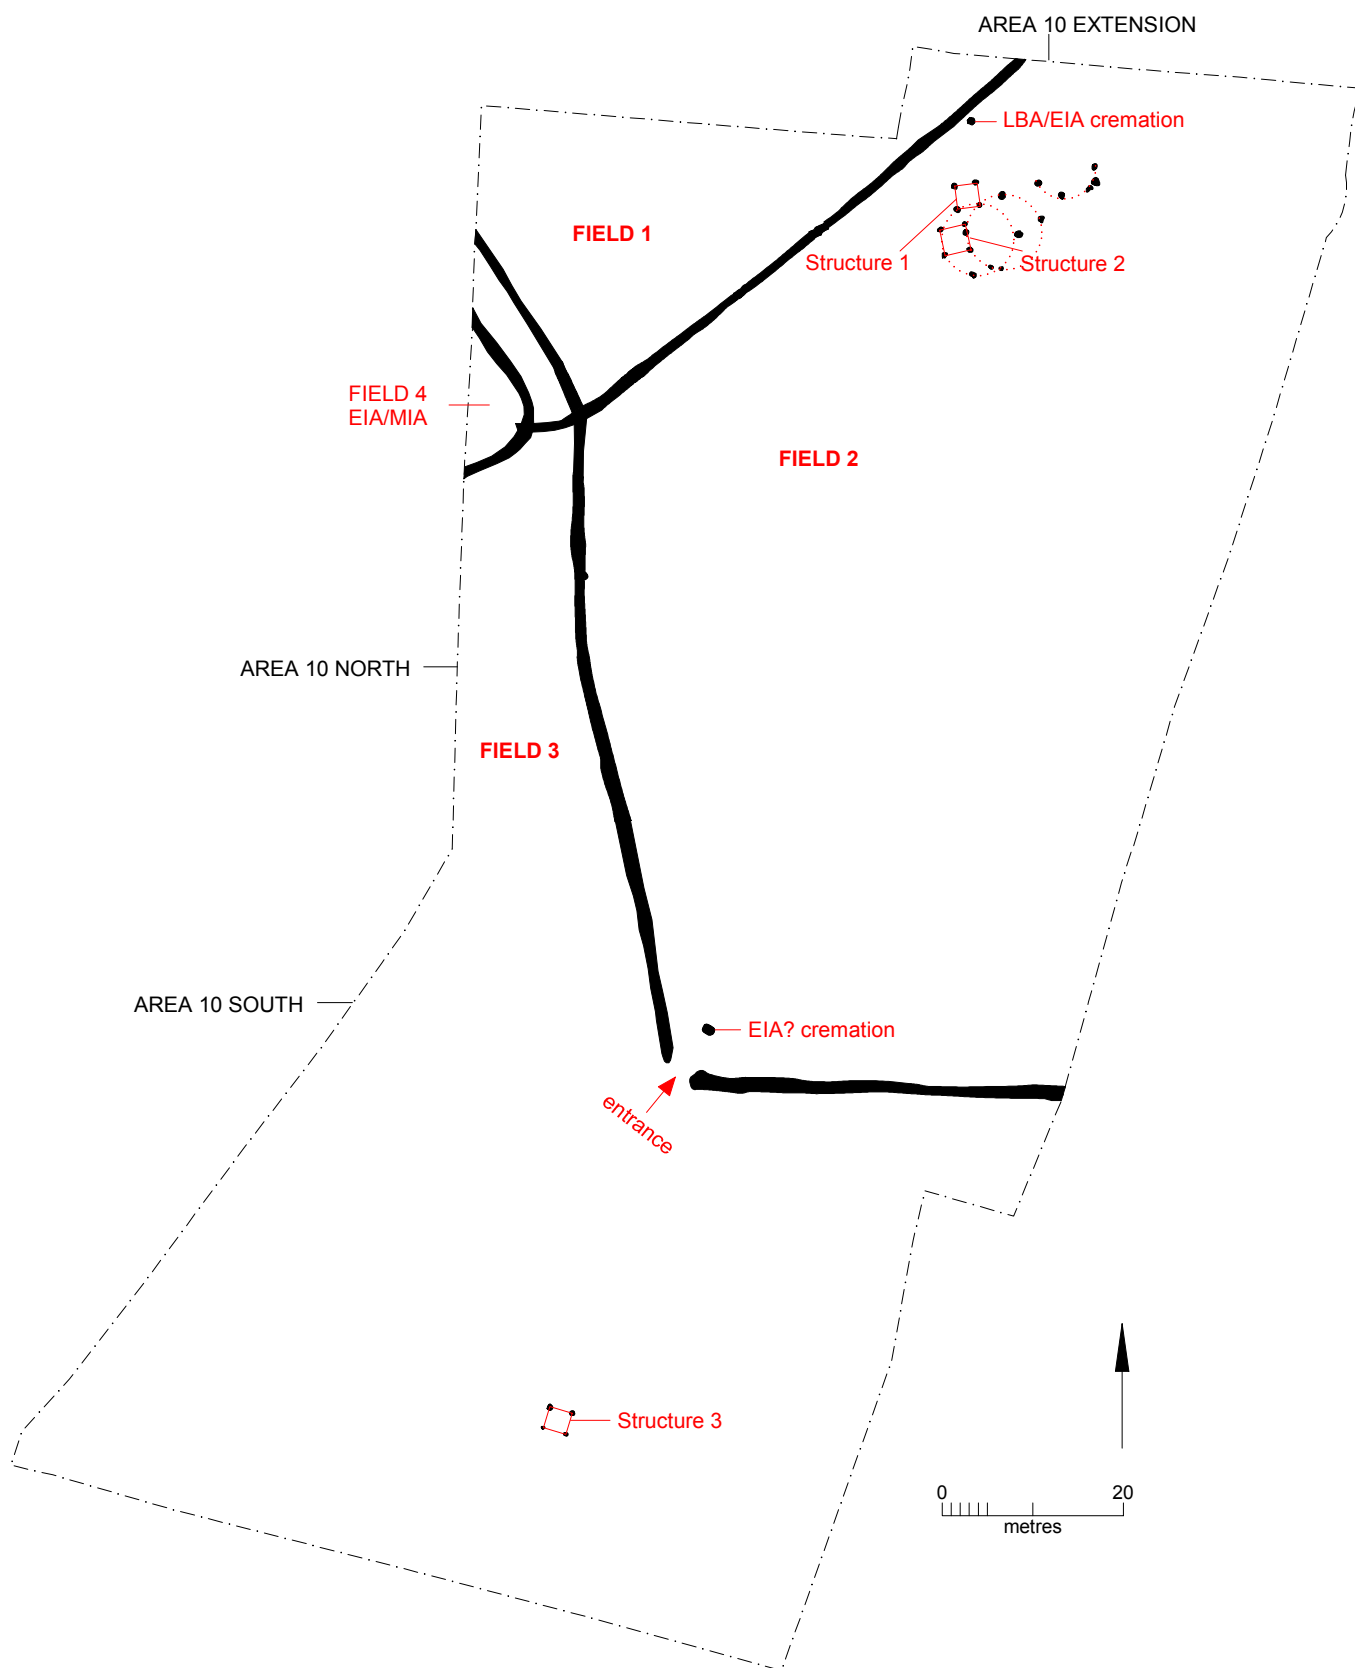 AREA 10 EXTENSION
LBA/EIA cremation
FIELD 1
Structure 1
Structure 2
FIELD 4
EIA/MIA
FIELD 2
AREA 10 NORTH
FIELD 3
AREA 10 SOUTH
EIA? cremation
entrance
Structure 3
0 20
metres